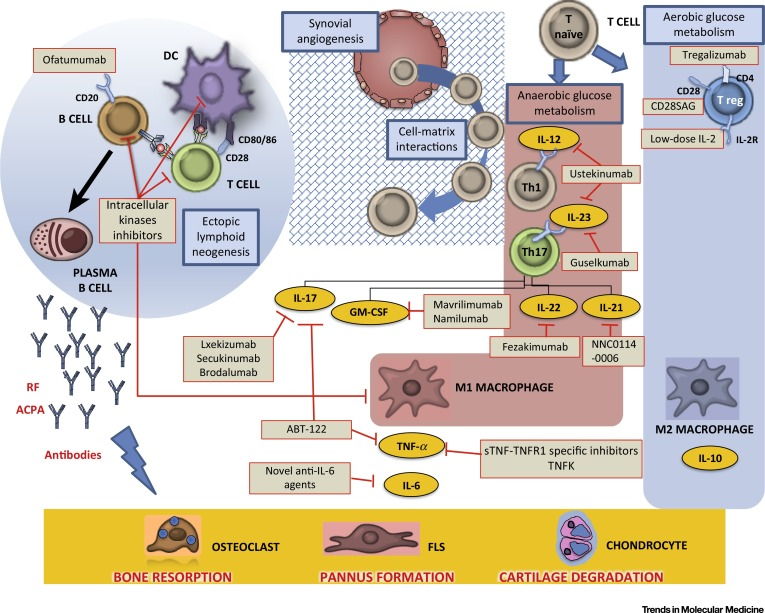 Synovial
angiogenesis
T
naïve
T CELL
Aerobic glucose
metabolism
Ofatumumab
DC
Tregalizumab
CD20
B CELL
CD4
CD28
T reg
CD28SAG
Anaerobic glucose
metabolism
CD80/86
CD28
T CELL
Cell-matrix
interactions
IL-12
Low-dose IL-2
IL-2R
Ustekinumab
Th1
Intracellular
kinases
inhibitors
Ectopic
lymphoid
neogenesis
IL-23
Th17
Guselkumab
PLASMA
B CELL
IL-17
GM-CSF
Mavrilimumab
Namilumab
IL-22
IL-21
Lxekizumab
Secukinumab
Brodalumab
Fezakimumab
NNC0114
-0006
RF
ACPA
M1 MACROPHAGE
M2 MACROPHAGE
ABT-122
TNF-α
sTNF-TNFR1 specific inhibitors
TNFK
Antibodies
IL-10
Novel anti-IL-6
agents
IL-6
OSTEOCLAST
FLS
CHONDROCYTE
BONE RESORPTION
PANNUS FORMATION
CARTILAGE DEGRADATION
Trends in Molecular Medicine